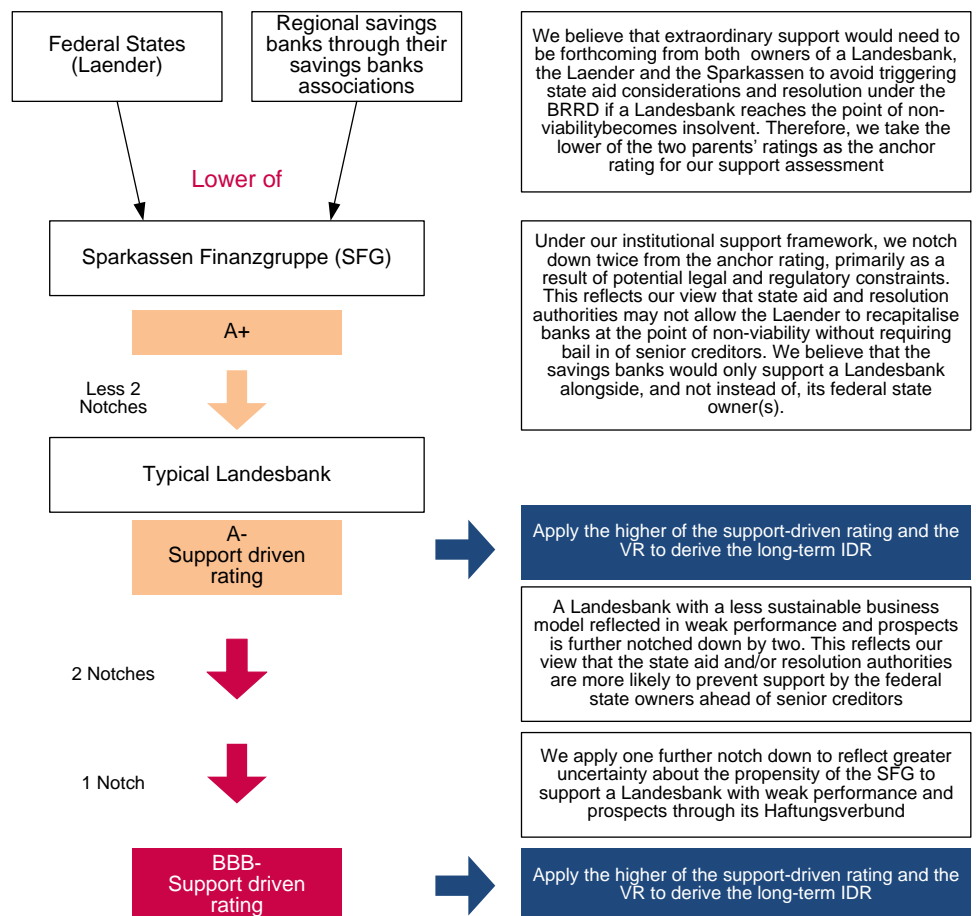 Federal States
(Laender)
Regional savings
banks through their
savings banks
associations
We believe that extraordinary support would need to
be forthcoming from both owners of a Landesbank,
the Laender and the Sparkassen to avoid triggering
state aid considerations and resolution under the
BRRD if a Landesbank reaches the point of non-
viabilitybecomes insolvent. Therefore, we take the
lower of the two parents' ratings as the anchor
rating for our support assessment
Lower of
Sparkassen Finanzgruppe (SFG)
A+
Less 2
Notches
Under our institutional support framework, we notch
down twice from the anchor rating, primarily as a
result of potential legal and regulatory constraints.
This reflects our view that state aid and resolution
authorities may not allow the Laender to recapitalise
banks at the point of non-viability without requiring
bail in of senior creditors. We believe that the
savings banks would only support a Landesbank
alongside, and not instead of, its federal state
owner(s).
Typical Landesbank
A-
Support driven
rating
Apply the higher of the support-driven rating and the
VR to derive the long-term IDR
2 Notches
A Landesbank with a less sustainable business
model reflected in weak performance and prospects
is further notched down by two. This reflects our
view that the state aid and/or resolution authorities
are more likely to prevent support by the federal
state owners ahead of senior creditors
1 Notch
We apply one further notch down to reflect greater
uncertainty about the propensity of the SFG to
support a Landesbank with weak performance and
prospects through its Haftungsverbund
BBB-
Support driven
rating
Apply the higher of the support-driven rating and the
VR to derive the long-term IDR